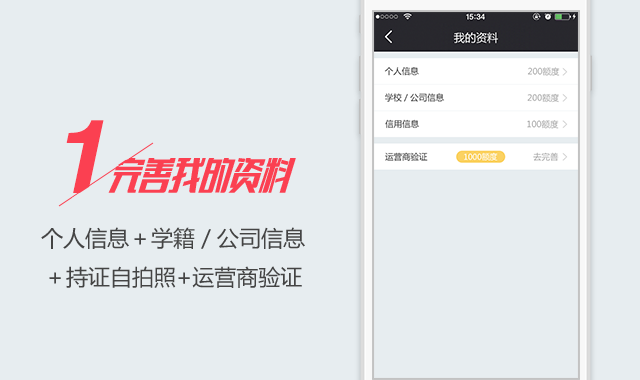 1 完善我的资料
个人信息+学籍/公司信息
+持证自拍照+运营商验证
15:34
我的资料
个人信息 200额度
学校/公司信息 200额度
信用信息 100额度
运营商验证 1000额度 去完善